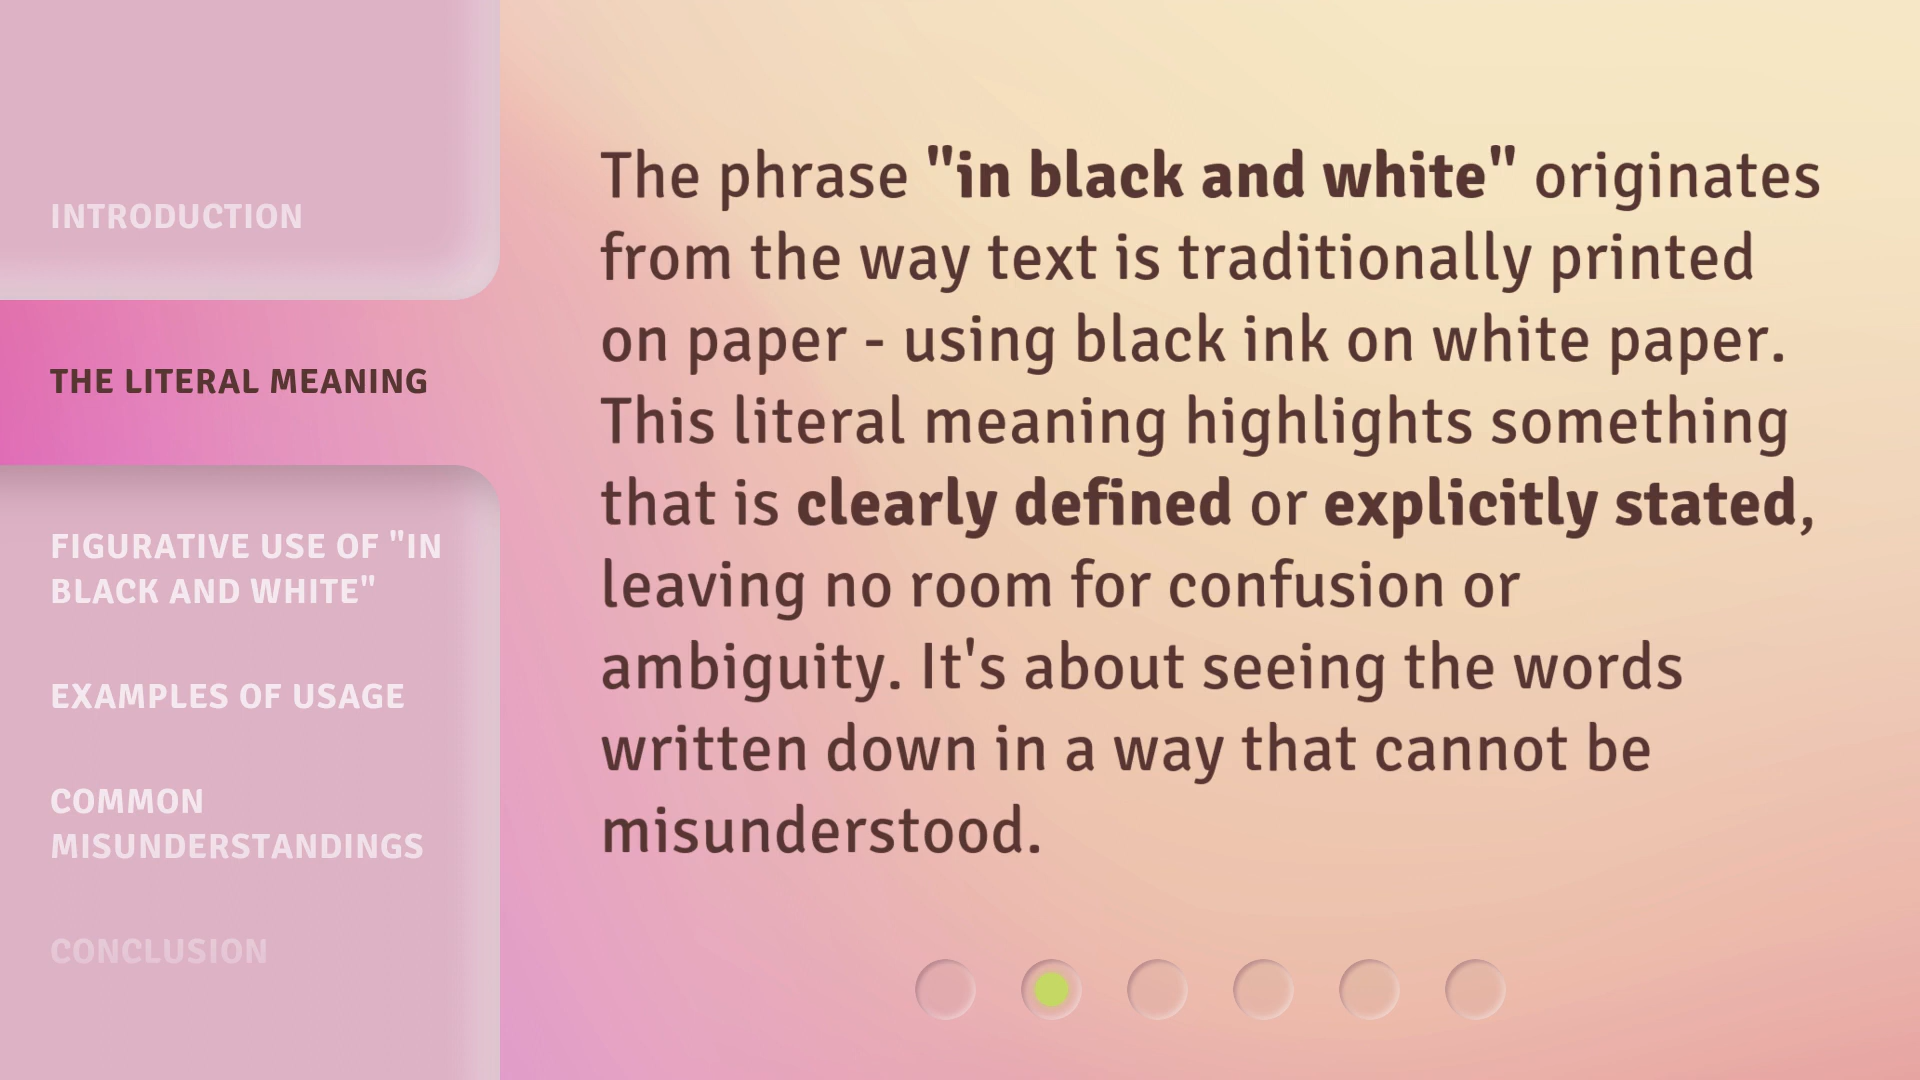 INTRODUCTION
THE LITERAL MEANING
FIGURATIVE USE OF "IN
BLACK AND WHITE"
EXAMPLES OF USAGE
COMMON
MISUNDERSTANDINGS
CONCLUSION
The phrase "in black and white" originates
from the way text is traditionally printed
on paper - using black ink on white paper.
This literal meaning highlights something
that is clearly defined or explicitly stated,
leaving no room for confusion or
ambiguity. It's about seeing the words
written down in a way that cannot be
misunderstood.